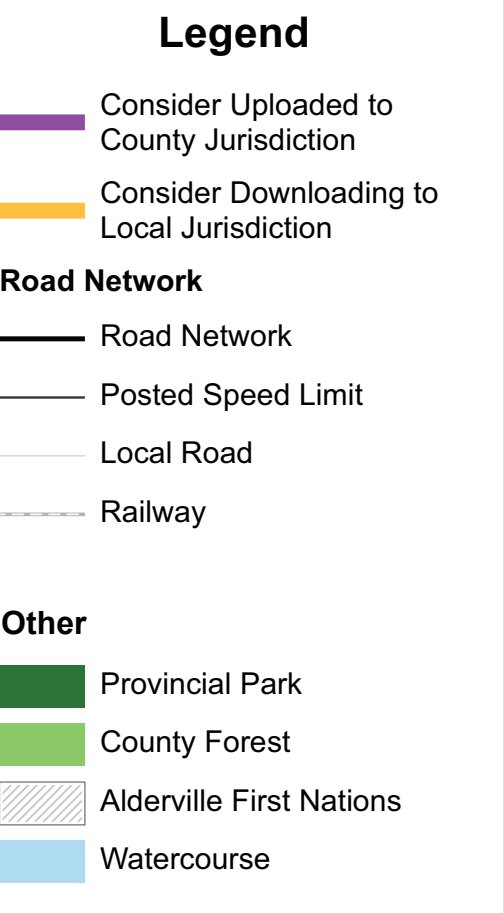 Legend
Consider Uploaded to
County Jurisdiction
Consider Downloading to
Local Jurisdiction
Road Network
Road Network
Posted Speed Limit
Local Road
Railway
Other
Provincial Park
County Forest
Alderville First Nations
Watercourse